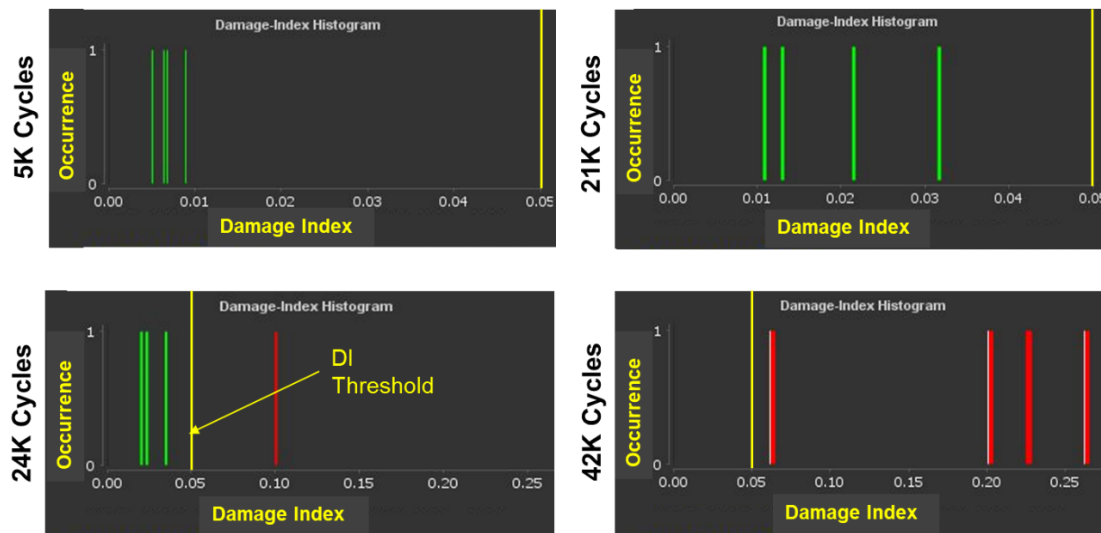 5K Cycles
Damage-Index Histogram
Occurrence
1
0
0.00 0.01 0.02 0.03 0.04 0.05
Damage Index
21K Cycles
Damage-Index Histogram
Occurrence
1
0
0.00 0.01 0.02 0.03 0.04 0.05
Damage Index
24K Cycles
Damage-Index Histogram
Occurrence
1
0
DI
Threshold
0.00 0.05 0.10 0.15 0.20 0.25
Damage Index
42K Cycles
Damage-Index Histogram
Occurrence
1
0
0.00 0.05 0.10 0.15 0.20 0.25
Damage Index